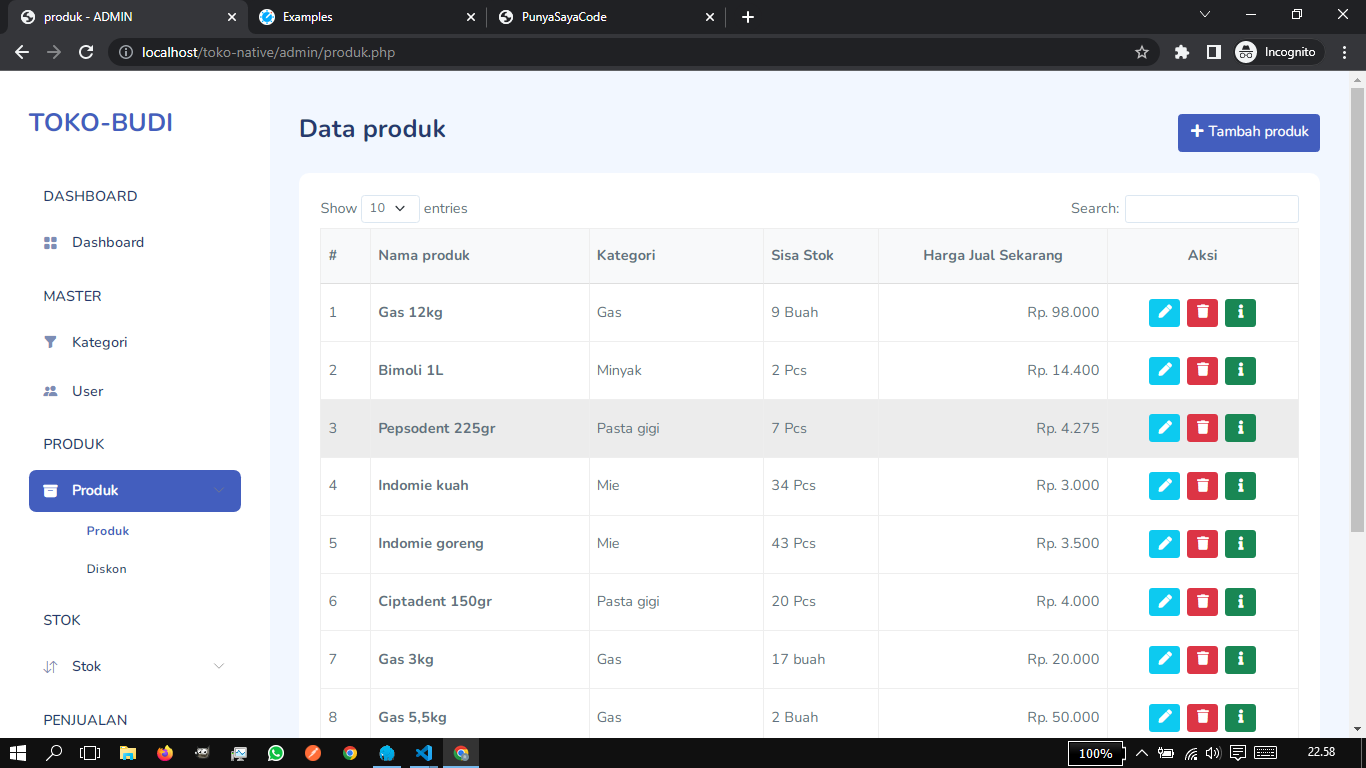 produk - ADMIN
Examples
PunyaSayaCode
localhost/toko-native/admin/produk.php
Incognito
TOKO-BUDI
DASHBOARD
Dashboard
MASTER
Kategori
User
PRODUK
Produk
Produk
Diskon
STOK
Stok
PENJUALAN
Data produk
Tambah produk
Show 10 entries
Search:
# Nama produk Kategori Sisa Stok Harga Jual Sekarang Aksi
1 Gas 12kg Gas 9 Buah Rp. 98.000
2 Bimoli 1L Minyak 2 Pcs Rp. 14.400
3 Pepsodent 225gr Pasta gigi 7 Pcs Rp. 4.275
4 Indomie kuah Mie 34 Pcs Rp. 3.000
5 Indomie goreng Mie 43 Pcs Rp. 3.500
6 Ciptadent 150gr Pasta gigi 20 Pcs Rp. 4.000
7 Gas 3kg Gas 17 buah Rp. 20.000
8 Gas 5,5kg Gas 2 Buah Rp. 50.000
100%
22.58